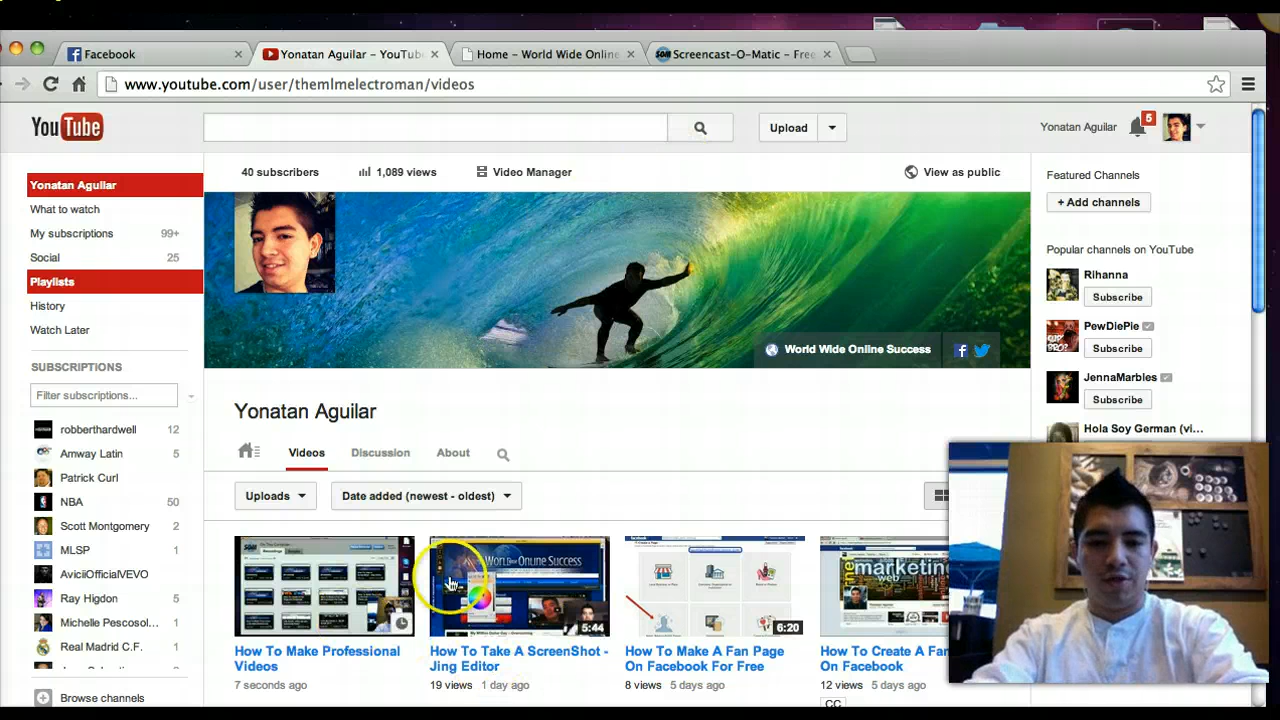 Facebook
Yonatan Aguilar – YouTube
Home – World Wide Online
Screencast-O-Matic – Free
www.youtube.com/user/themlmelectroman/videos
YouTube
Upload
Yonatan Aguilar
5
Yonatan Aguilar
What to watch
My subscriptions 99+
Social 25
Playlists
History
Watch Later
SUBSCRIPTIONS
Filter subscriptions...
robberthardwell 12
Amway Latin 5
Patrick Curl
NBA 50
Scott Montgomery 2
MLSP 1
AviciiOfficialVEVO
Ray Higdon 5
Michelle Pescosol... 1
Real Madrid C.F. 1
Browse channels
40 subscribers
1,089 views
Video Manager
View as public
World Wide Online Success
Yonatan Aguilar
Videos
Discussion
About
Uploads
Date added (newest - oldest)
World Wide Online Success
5:44
6:20
marketing
web
How To Make Professional
Videos
7 seconds ago
How To Take A ScreenShot -
Jing Editor
19 views 1 day ago
How To Make A Fan Page
On Facebook For Free
8 views 5 days ago
How To Create A Fan
On Facebook
12 views 5 days ago
CC
Featured Channels
+ Add channels
Popular channels on YouTube
Rihanna
Subscribe
PewDiePie
Subscribe
JennaMarbles
Subscribe
Hola Soy German (vi...